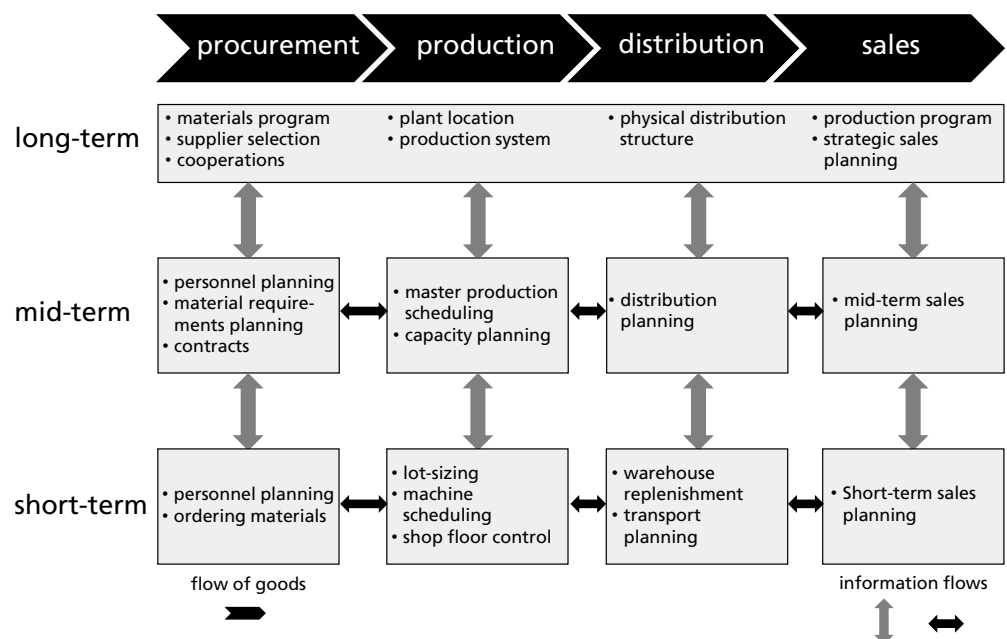 procurement
production
distribution
sales
long-term
• materials program
• supplier selection
• cooperations
• plant location
• production system
• physical distribution
structure
• production program
• strategic sales
planning
mid-term
• personnel planning
• material require-
ments planning
• contracts
• master production
scheduling
• capacity planning
• distribution
planning
• mid-term sales
planning
short-term
• personnel planning
• ordering materials
• lot-sizing
• machine
scheduling
• shop floor control
• warehouse
replenishment
• transport
planning
• Short-term sales
planning
flow of goods
information flows